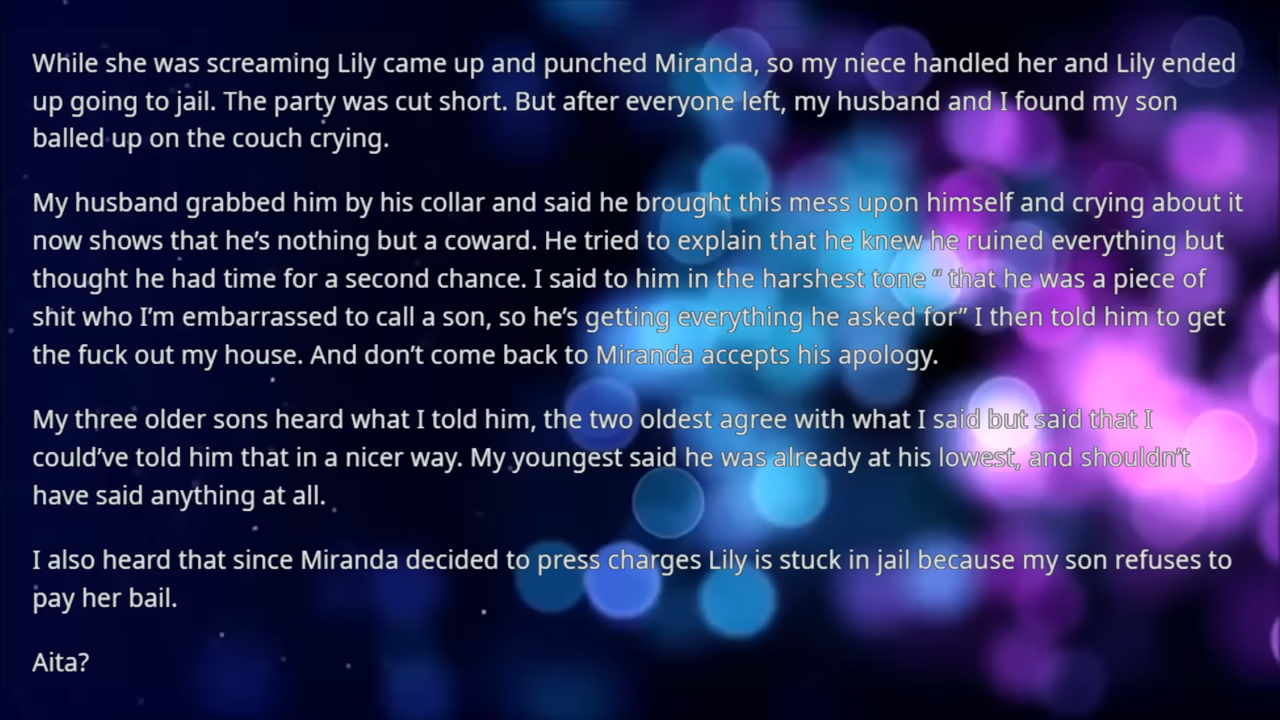 While she was screaming Lily came up and punched Miranda, so my niece handled her and Lily ended
up going to jail. The party was cut short. But after everyone left, my husband and I found my son
balled up on the couch crying.
My husband grabbed him by his collar and said he brought this mess upon himself and crying about it
now shows that he’s nothing but a coward. He tried to explain that he knew he ruined everything but
thought he had time for a second chance. I said to him in the harshest tone “ that he was a piece of
shit who I’m embarrassed to call a son, so he’s getting everything he asked for” I then told him to get
the fuck out my house. And don’t come back to Miranda accepts his apology.
My three older sons heard what I told him, the two oldest agree with what I said but said that I
could’ve told him that in a nicer way. My youngest said he was already at his lowest, and shouldn’t
have said anything at all.
I also heard that since Miranda decided to press charges Lily is stuck in jail because my son refuses to
pay her bail.
Aita?